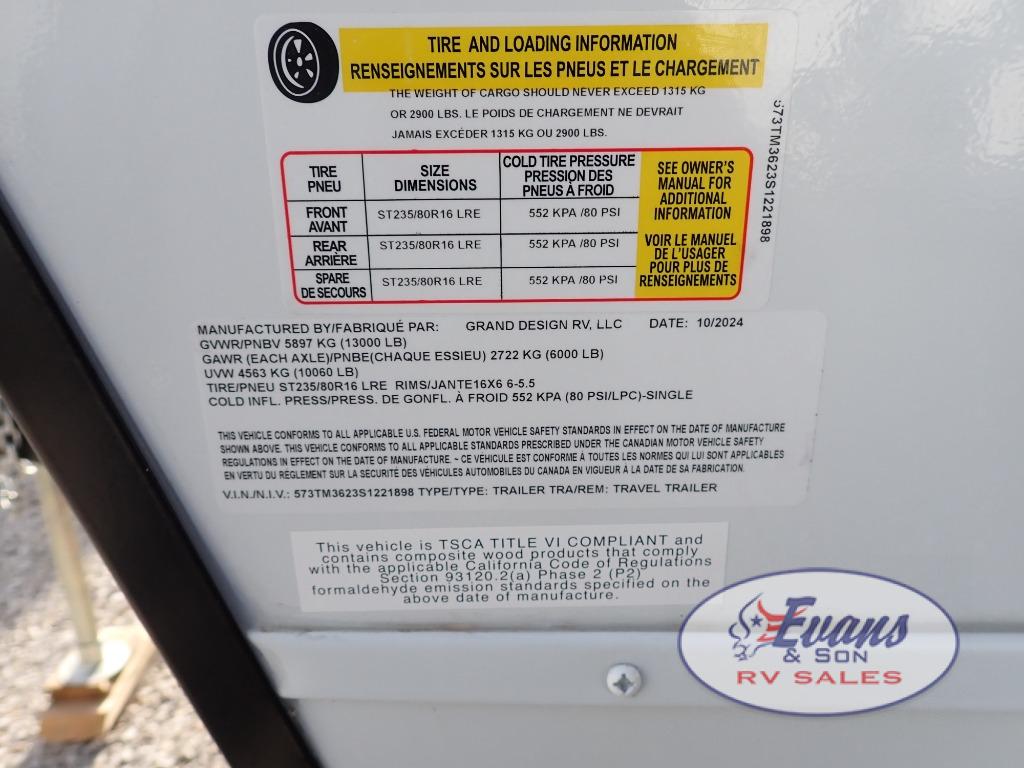 TIRE AND LOADING INFORMATION
RENSEIGNEMENTS SUR LES PNEUS ET LE CHARGEMENT
THE WEIGHT OF CARGO SHOULD NEVER EXCEED 1315 KG
OR 2900 LBS. LE POIDS DE CHARGEMENT NE DEVRAIT
JAMAIS EXCÉDER 1315 KG OU 2900 LBS.
TIRE
PNEU
SIZE
DIMENSIONS
COLD TIRE PRESSURE
PRESSION DES
PNEUS À FROID
FRONT
AVANT
ST235/80R16 LRE
552 KPA /80 PSI
REAR
ARRIÈRE
ST235/80R16 LRE
552 KPA /80 PSI
SPARE
DE SECOURS
ST235/80R16 LRE
552 KPA /80 PSI
SEE OWNER'S
MANUAL FOR
ADDITIONAL
INFORMATION
VOIR LE MANUEL
DE L'USAGER
POUR PLUS DE
RENSEIGNEMENTS
573TM3623S1221898
MANUFACTURED BY/FABRIQUÉ PAR: GRAND DESIGN RV, LLC DATE: 10/2024
GVWR/PNBV 5897 KG (13000 LB)
GAWR (EACH AXLE)/PNBE(CHAQUE ESSIEU) 2722 KG (6000 LB)
UVW 4563 KG (10060 LB)
TIRE/PNEU ST235/80R16 LRE RIMS/JANTE16X6 6-5.5
COLD INFL. PRESS/PRESS. DE GONFL. À FROID 552 KPA (80 PSI/LPC)-SINGLE
THIS VEHICLE CONFORMS TO ALL APPLICABLE U.S. FEDERAL MOTOR VEHICLE SAFETY STANDARDS IN EFFECT ON THE DATE OF MANUFACTURE
SHOWN ABOVE. THIS VEHICLE CONFORMS TO ALL APPLICABLE STANDARDS PRESCRIBED UNDER THE CANADIAN MOTOR VEHICLE SAFETY
REGULATIONS IN EFFECT ON THE DATE OF MANUFACTURE. ~ CE VÉHICULE EST CONFORME À TOUTES LES NORMES QUI LUI SONT APPLICABLES
EN VERTU DU RÈGLEMENT SUR LA SECURITÉ DES VÉHICULES AUTOMOBILES DU CANADA EN VIGUEUR À LA DATE DE SA FABRICATION.
V.I.N./N.I.V.: 573TM3623S1221898 TYPE/TYPE: TRAILER TRA/REM: TRAVEL TRAILER
This vehicle is TSCA TITLE VI COMPLIANT and
contains composite wood products that comply
with the applicable California Code of Regulations
Section 93120.2(a) Phase 2 (P2)
formaldehyde emission standards specified on the
above date of manufacture.
Evans
& SON
RV SALES